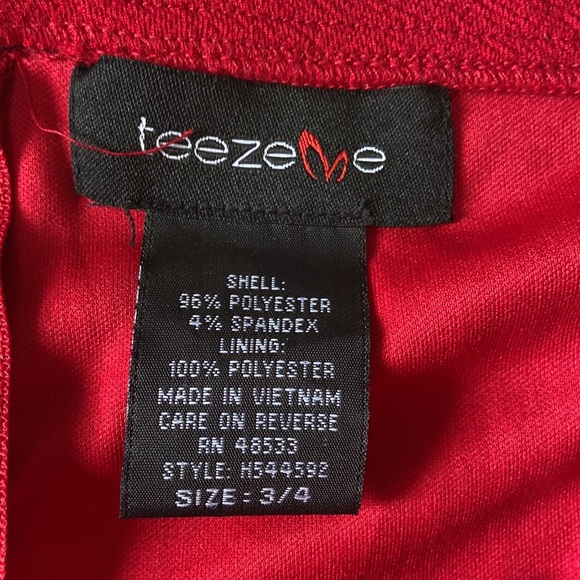 teezeme
SHELL:
96% POLYESTER
4% SPANDEX
LINING:
100% POLYESTER
MADE IN VIETNAM
CARE ON REVERSE
RN 48533
STYLE: H544592
SIZE: 3/4